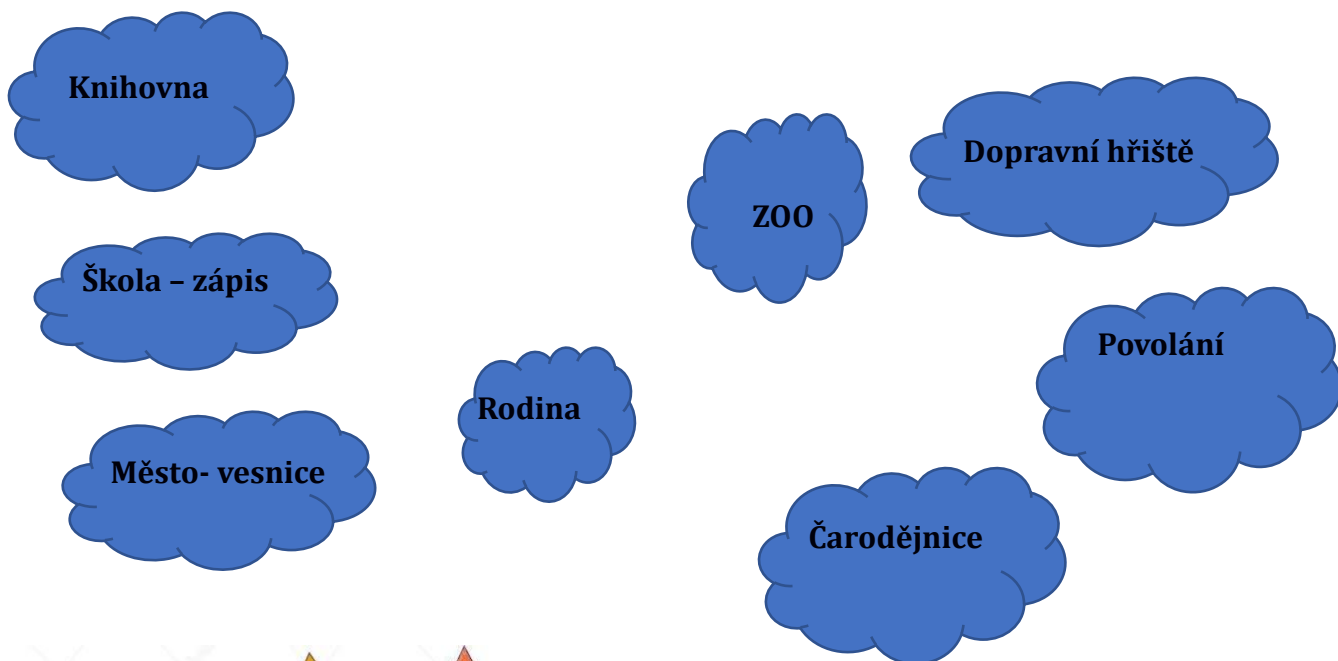 Knihovna
Dopravní hřiště
ZOO
Škola – zápis
Povolání
Rodina
Město- vesnice
Čarodějnice